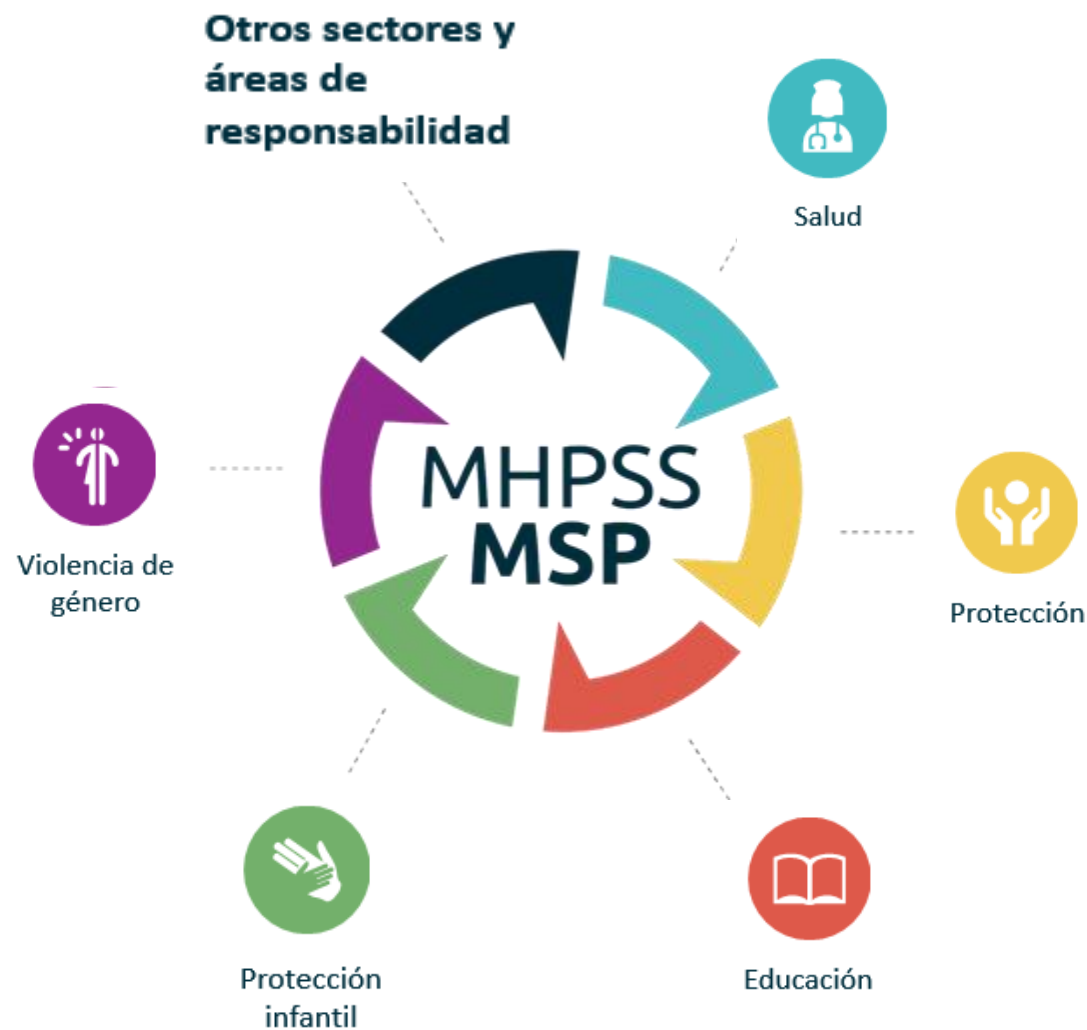 Otros sectores y
áreas de
responsabilidad
Salud
MHPSS
MSP
Violencia de
género
Protección
Protección
infantil
Educación